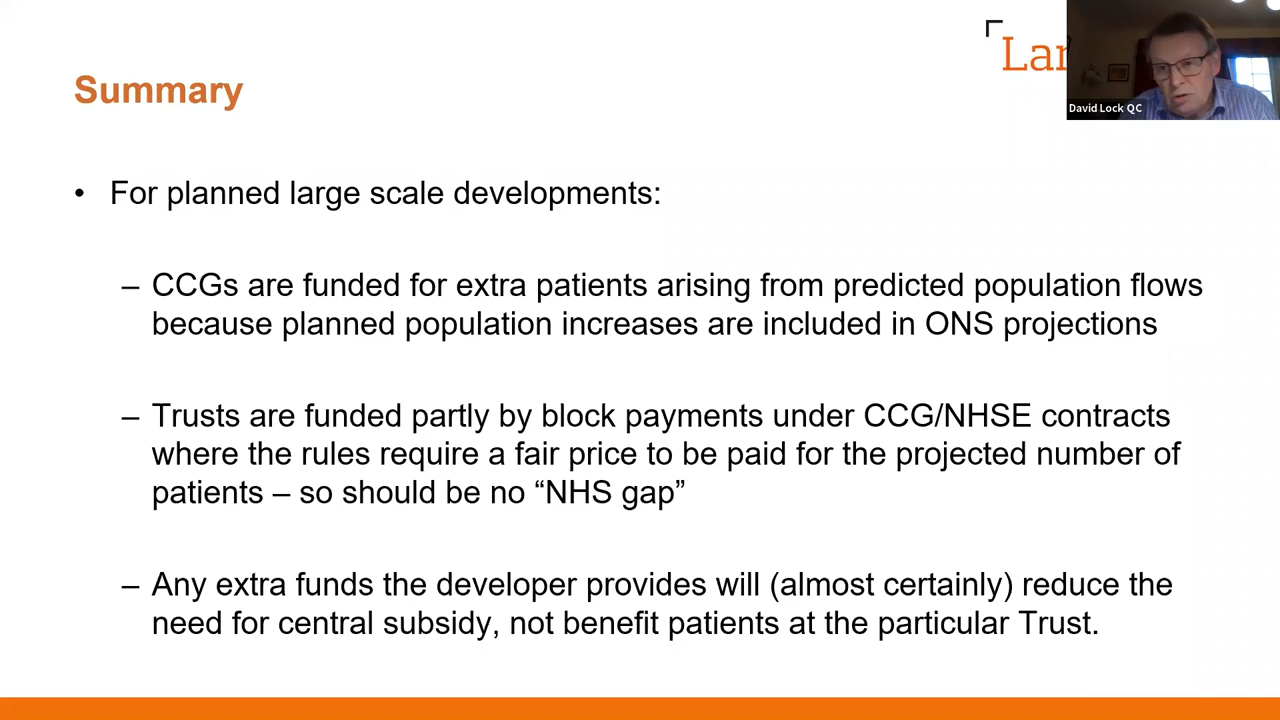 Summary
David Lock QC
• For planned large scale developments:
– CCGs are funded for extra patients arising from predicted population flows
because planned population increases are included in ONS projections
– Trusts are funded partly by block payments under CCG/NHSE contracts
where the rules require a fair price to be paid for the projected number of
patients – so should be no “NHS gap”
– Any extra funds the developer provides will (almost certainly) reduce the
need for central subsidy, not benefit patients at the particular Trust.